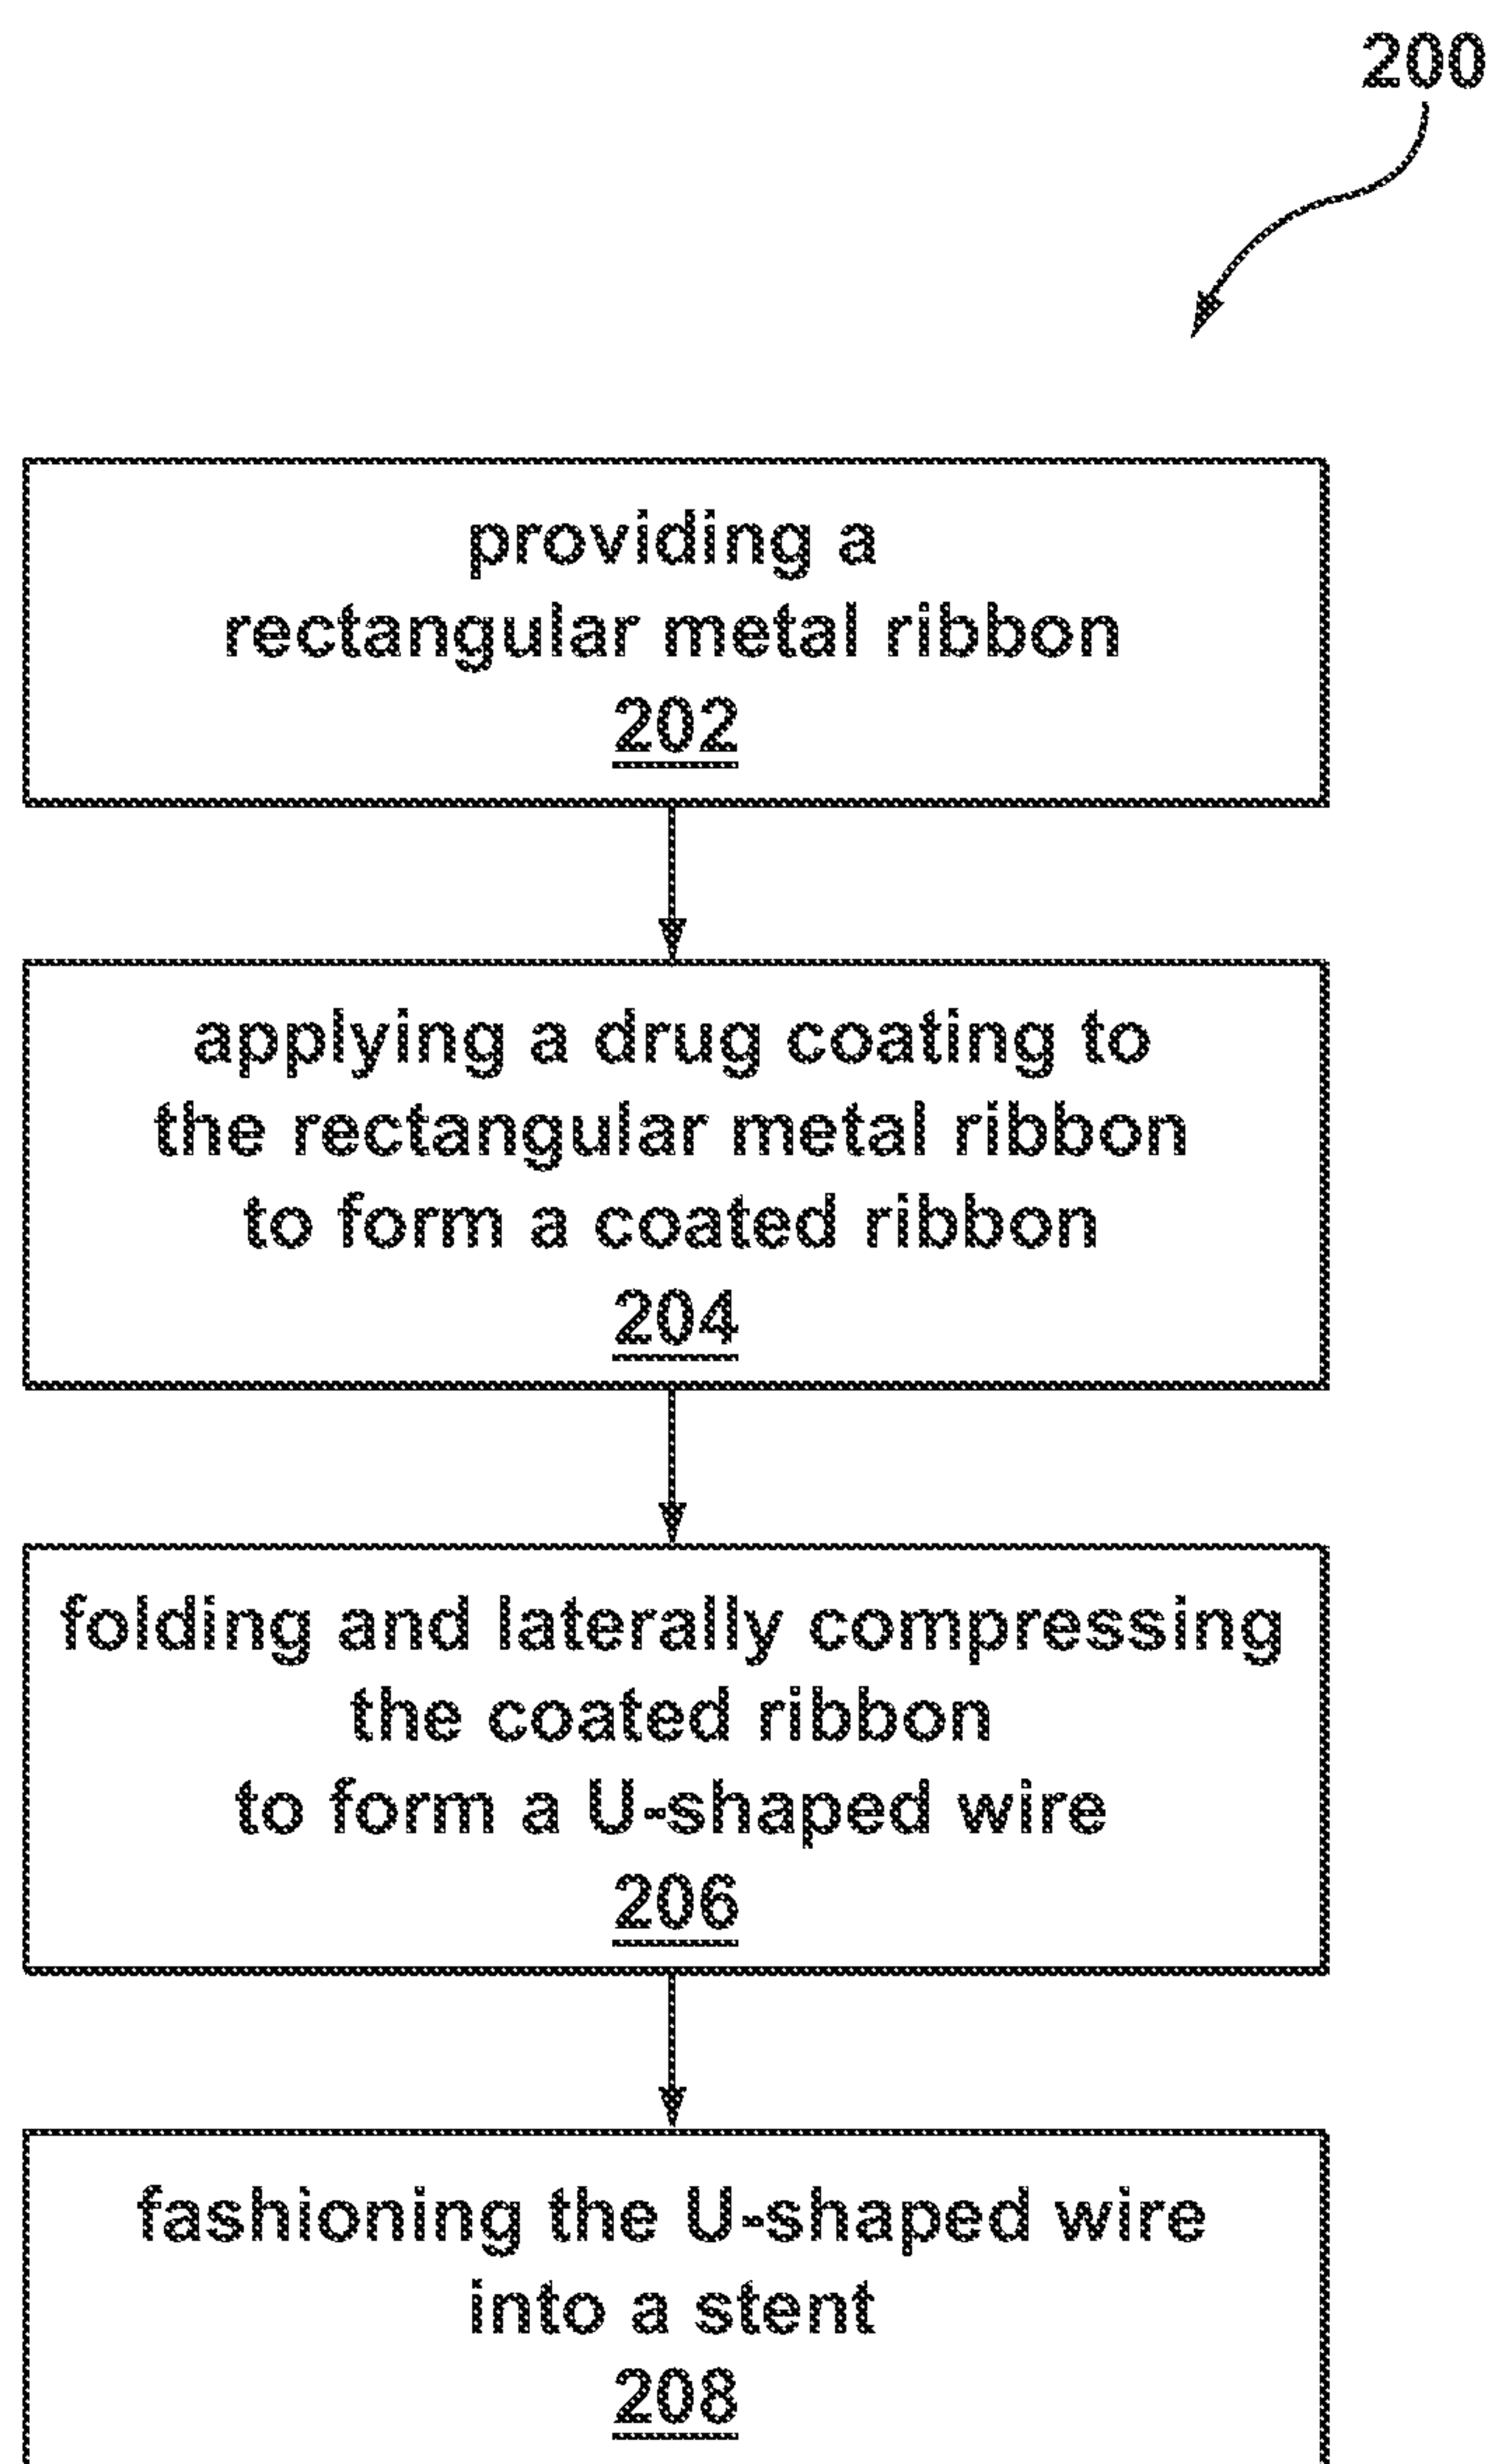 200
providing a
rectangular metal ribbon
202
applying a drug coating to
the rectangular metal ribbon
to form a coated ribbon
204
folding and laterally compressing
the coated ribbon
to form a U-shaped wire
206
fashioning the U-shaped wire
into a stent
208